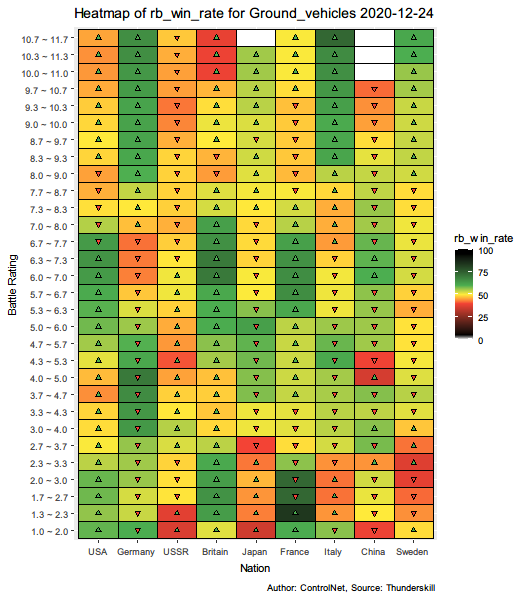 Heatmap of rb_win_rate for Ground_vehicles 2020-12-24
Battle Rating
10.7 ~ 11.7
10.3 ~ 11.3
10.0 ~ 11.0
9.7 ~ 10.7
9.3 ~ 10.3
9.0 ~ 10.0
8.7 ~ 9.7
8.3 ~ 9.3
8.0 ~ 9.0
7.7 ~ 8.7
7.3 ~ 8.3
7.0 ~ 8.0
6.7 ~ 7.7
6.3 ~ 7.3
6.0 ~ 7.0
5.7 ~ 6.7
5.3 ~ 6.3
5.0 ~ 6.0
4.7 ~ 5.7
4.3 ~ 5.3
4.0 ~ 5.0
3.7 ~ 4.7
3.3 ~ 4.3
3.0 ~ 4.0
2.7 ~ 3.7
2.3 ~ 3.3
2.0 ~ 3.0
1.7 ~ 2.7
1.3 ~ 2.3
1.0 ~ 2.0
USA Germany USSR Britain Japan France Italy China Sweden
Nation
rb_win_rate
100
75
50
25
0
Author: ControlNet, Source: Thunderskill